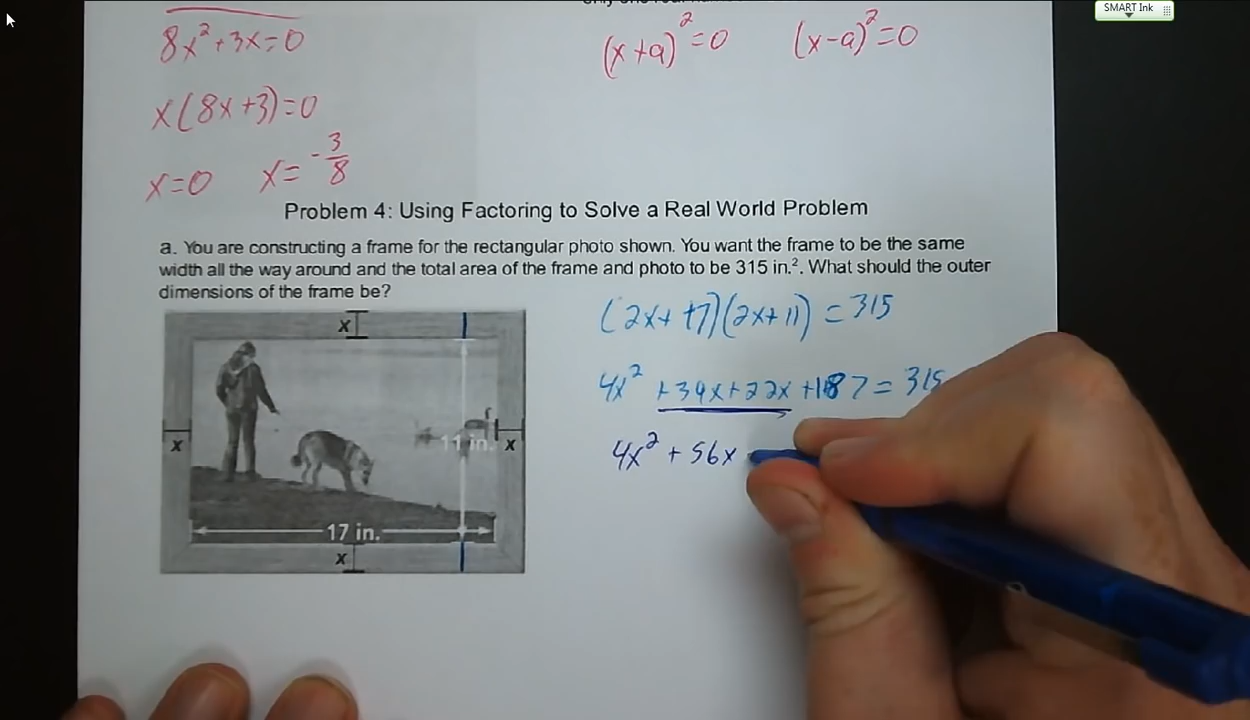 SMART Ink
8x²+3x=0
(x+a)²=0
(x-a)²=0
x(8x+3)=0
x=0 x=-3/8
Problem 4: Using Factoring to Solve a Real World Problem
a. You are constructing a frame for the rectangular photo shown. You want the frame to be the same
width all the way around and the total area of the frame and photo to be 315 in.². What should the outer
dimensions of the frame be?
(2x+17)(2x+11)=315
x
4x²+34x+22x+187=315
x
11 in.
x
4x²+56x
17 in.
x